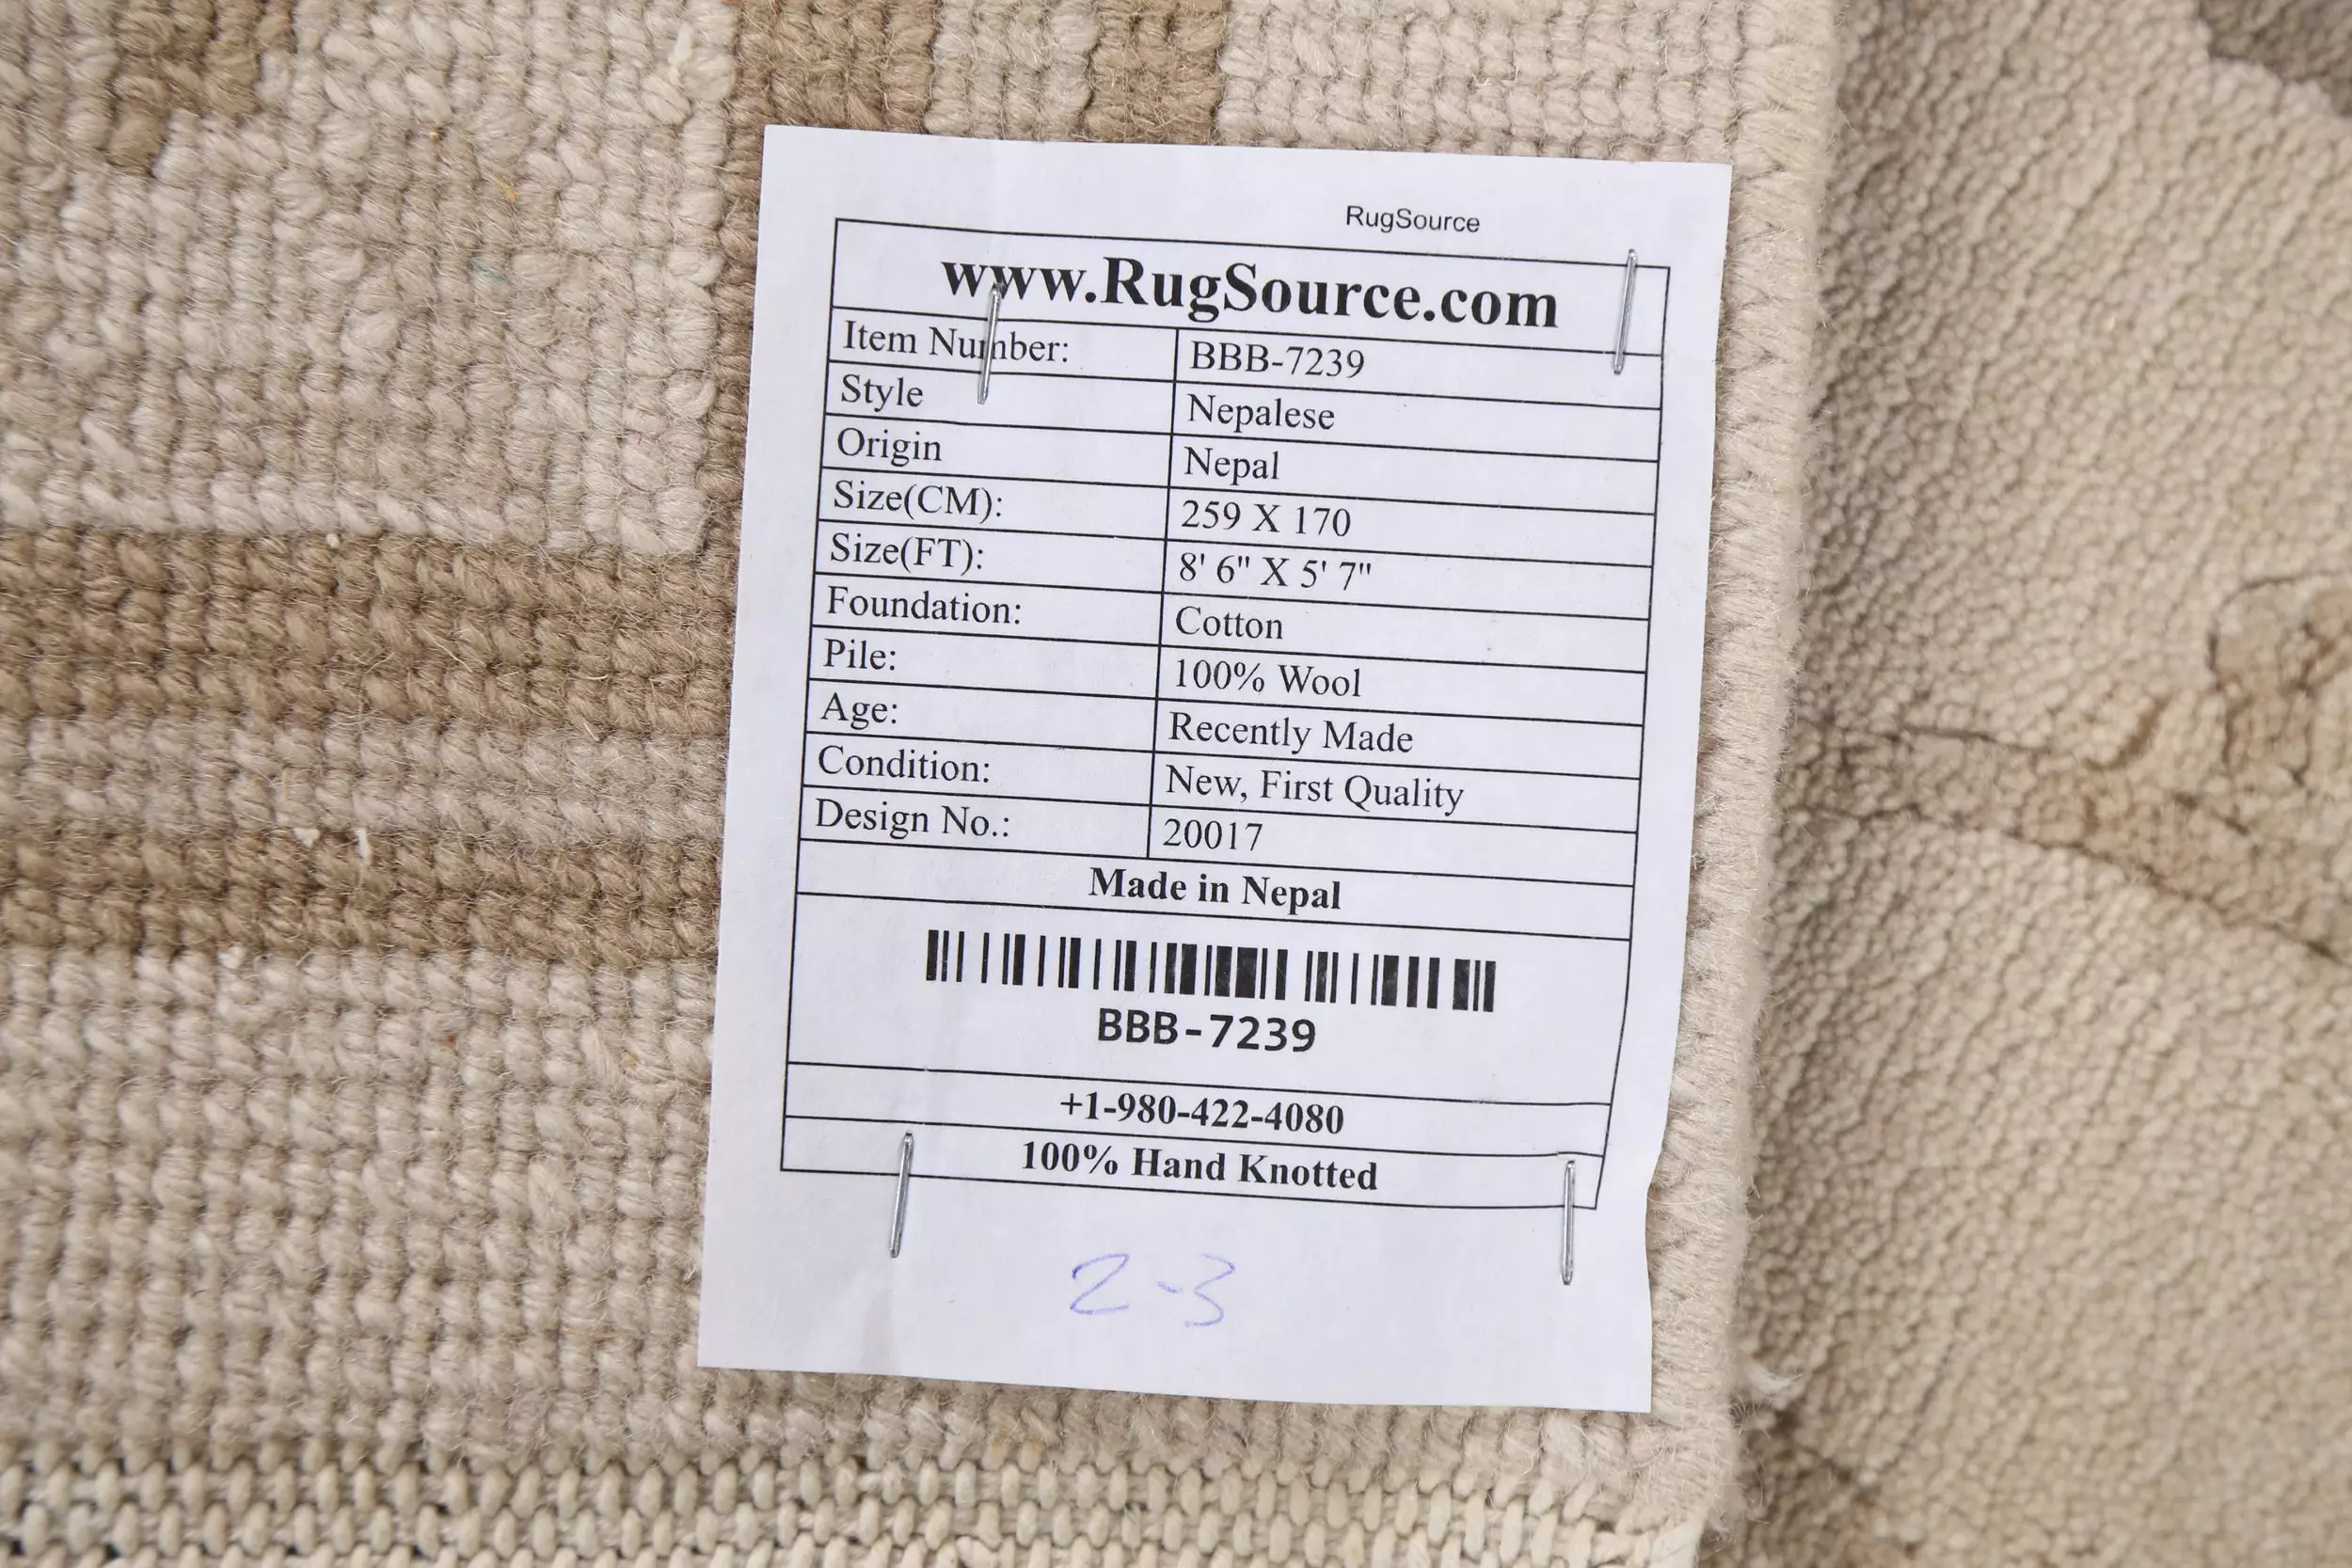 RugSource
www.RugSource.com
Item Number: BBB-7239
Style Nepalese
Origin Nepal
Size(CM): 259 X 170
Size(FT): 8' 6" X 5' 7"
Foundation: Cotton
Pile: 100% Wool
Age: Recently Made
Condition: New, First Quality
Design No.: 20017
Made in Nepal
BBB-7239
+1-980-422-4080
100% Hand Knotted
2-3